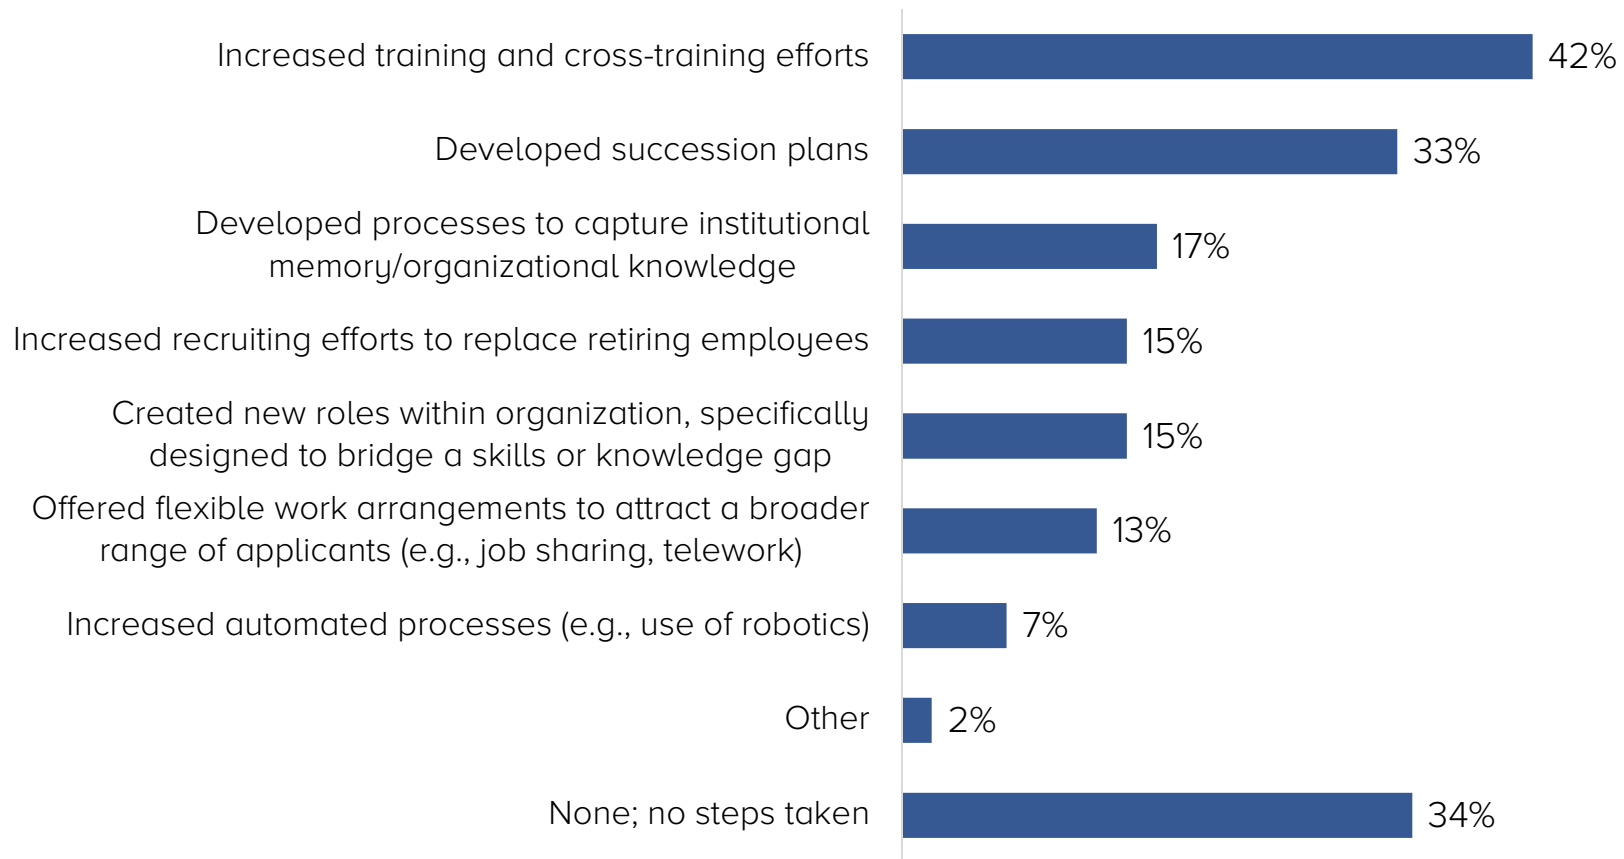 Increased training and cross-training efforts
42%
Developed succession plans
33%
Developed processes to capture institutional
memory/organizational knowledge
17%
Increased recruiting efforts to replace retiring employees
15%
Created new roles within organization, specifically
designed to bridge a skills or knowledge gap
15%
Offered flexible work arrangements to attract a broader
range of applicants (e.g., job sharing, telework)
13%
Increased automated processes (e.g., use of robotics)
7%
Other
2%
None; no steps taken
34%